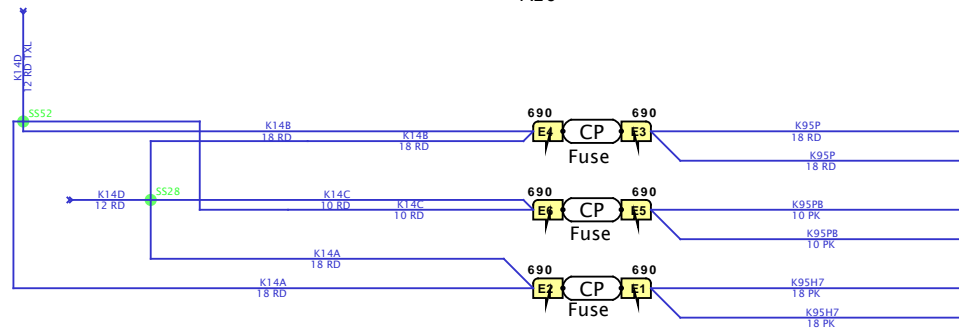 K14D
12 RD TXL
SS52
K14B
18 RD
K14B
18 RD
690
E4
CP
Fuse
690
E3
K95P
18 RD
K95P
18 RD
K14D
12 RD
SS28
K14C
10 RD
K14C
10 RD
690
E6
CP
Fuse
690
E5
K95PB
10 PK
K95PB
10 PK
K14A
18 RD
K14A
18 RD
690
E2
CP
Fuse
690
E1
K95H7
18 PK
K95H7
18 PK